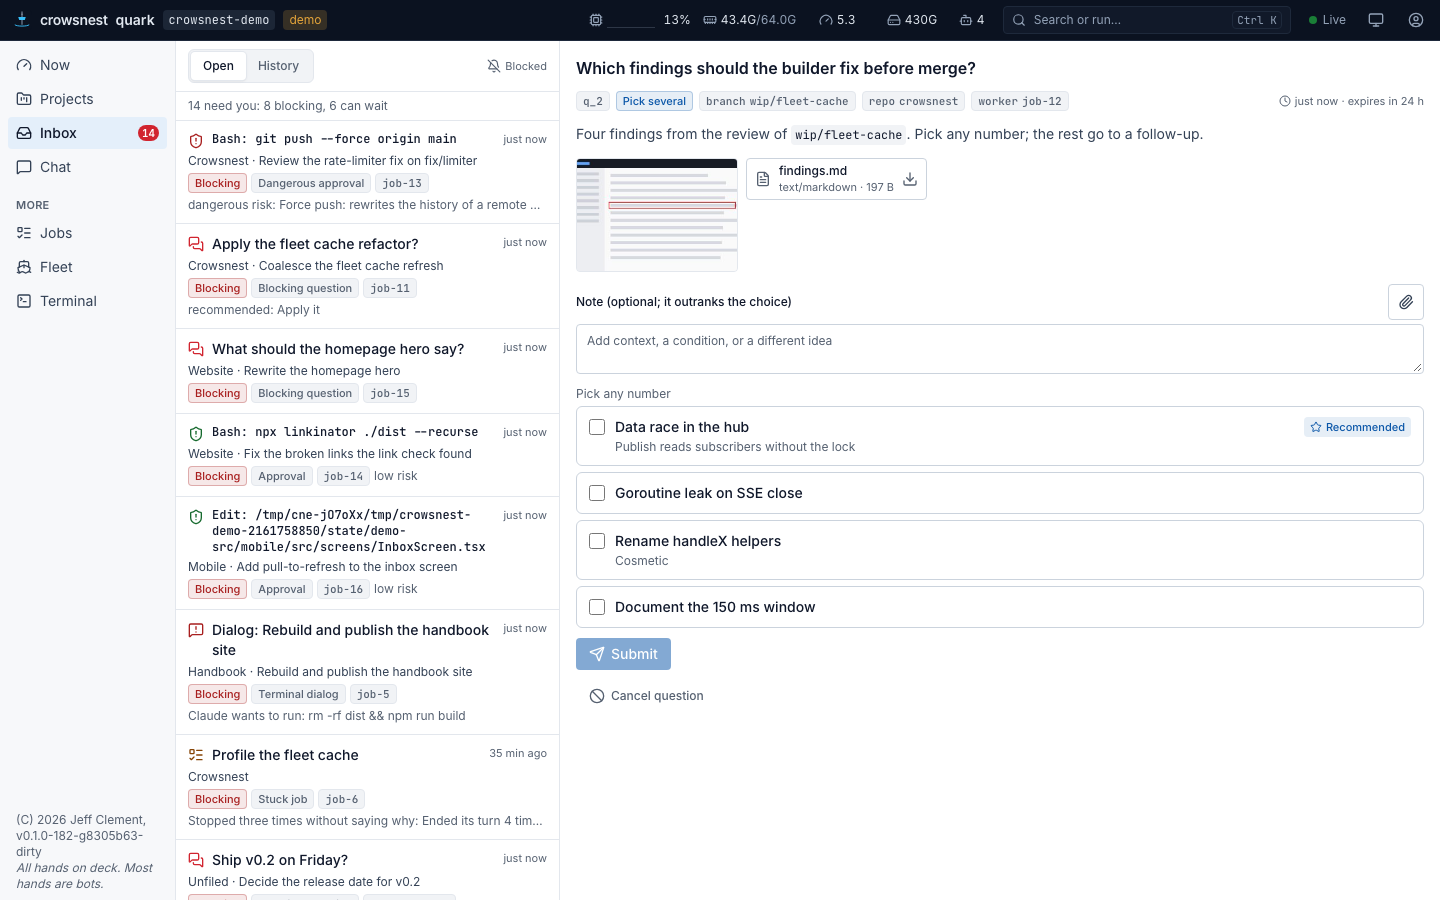 crowsnest quark crowsnest-demo demo
13% 43.4G/64.0G 5.3 430G 4 Search or run... Ctrl K Live
Now
Projects
Inbox 14
Chat
MORE
Jobs
Fleet
Terminal
(C) 2026 Jeff Clement,
v0.1.0-182-g8305b63-
dirty
All hands on deck. Most
hands are bots.
Open History Blocked
14 need you: 8 blocking, 6 can wait
Bash: git push --force origin main just now
Crowsnest · Review the rate-limiter fix on fix/limiter
Blocking Dangerous approval job-13
dangerous risk: Force push: rewrites the history of a remote ...
Apply the fleet cache refactor? just now
Crowsnest · Coalesce the fleet cache refresh
Blocking Blocking question job-11
recommended: Apply it
What should the homepage hero say? just now
Website · Rewrite the homepage hero
Blocking Blocking question job-15
Bash: npx linkinator ./dist --recurse just now
Website · Fix the broken links the link check found
Blocking Approval job-14 low risk
Edit: /tmp/cne-jO7oXx/tmp/crowsnest- just now
demo-2161758850/state/demo-
src/mobile/src/screens/InboxScreen.tsx
Mobile · Add pull-to-refresh to the inbox screen
Blocking Approval job-16 low risk
Dialog: Rebuild and publish the handbook just now
site
Handbook · Rebuild and publish the handbook site
Blocking Terminal dialog job-5
Claude wants to run: rm -rf dist && npm run build
Profile the fleet cache 35 min ago
Crowsnest
Blocking Stuck job job-6
Stopped three times without saying why: Ended its turn 4 tim...
Ship v0.2 on Friday? just now
Unfiled · Decide the release date for v0.2
Which findings should the builder fix before merge?
q_2 Pick several branch wip/fleet-cache repo crowsnest worker job-12 just now · expires in 24 h
Four findings from the review of wip/fleet-cache. Pick any number; the rest go to a follow-up.
findings.md
text/markdown · 197 B
Note (optional; it outranks the choice)
Add context, a condition, or a different idea
Pick any number
Data race in the hub Recommended
Publish reads subscribers without the lock
Goroutine leak on SSE close
Rename handleX helpers
Cosmetic
Document the 150 ms window
Submit
Cancel question